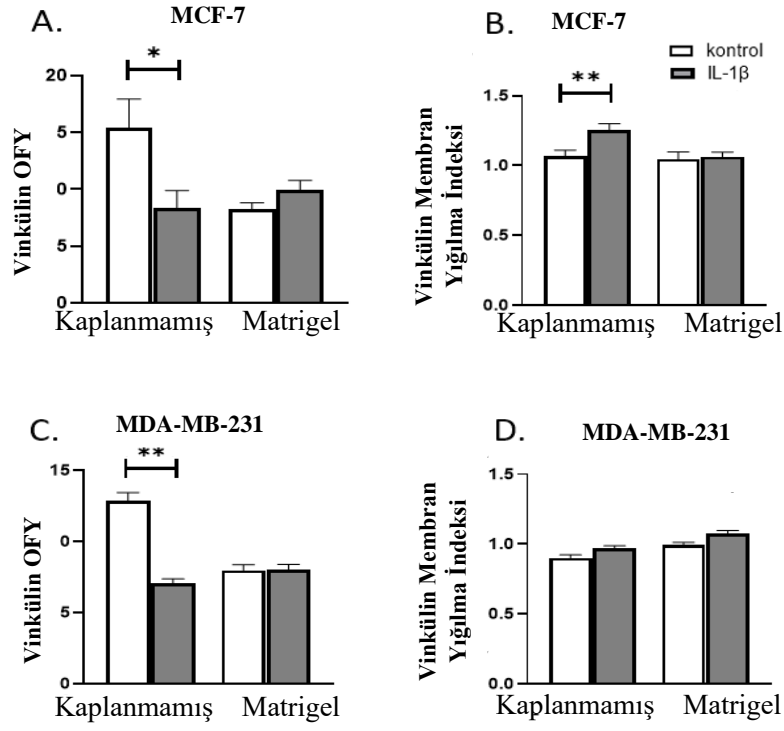 A.
MCF-7
*
20
5
0
5
0
Vinkülin OFY
Kaplanmamış Matrigel
B.
MCF-7
kontrol
IL-1β
**
1.5
1.0
0.5
0.0
Vinkülin Membran
Yığılma İndeksi
Kaplanmamış Matrigel
C.
MDA-MB-231
**
15
0
5
0
Vinkülin OFY
Kaplanmamış Matrigel
D.
MDA-MB-231
1.5
1.0
0.5
0.0
Vinkülin Membran
Yığılma İndeksi
Kaplanmamış Matrigel